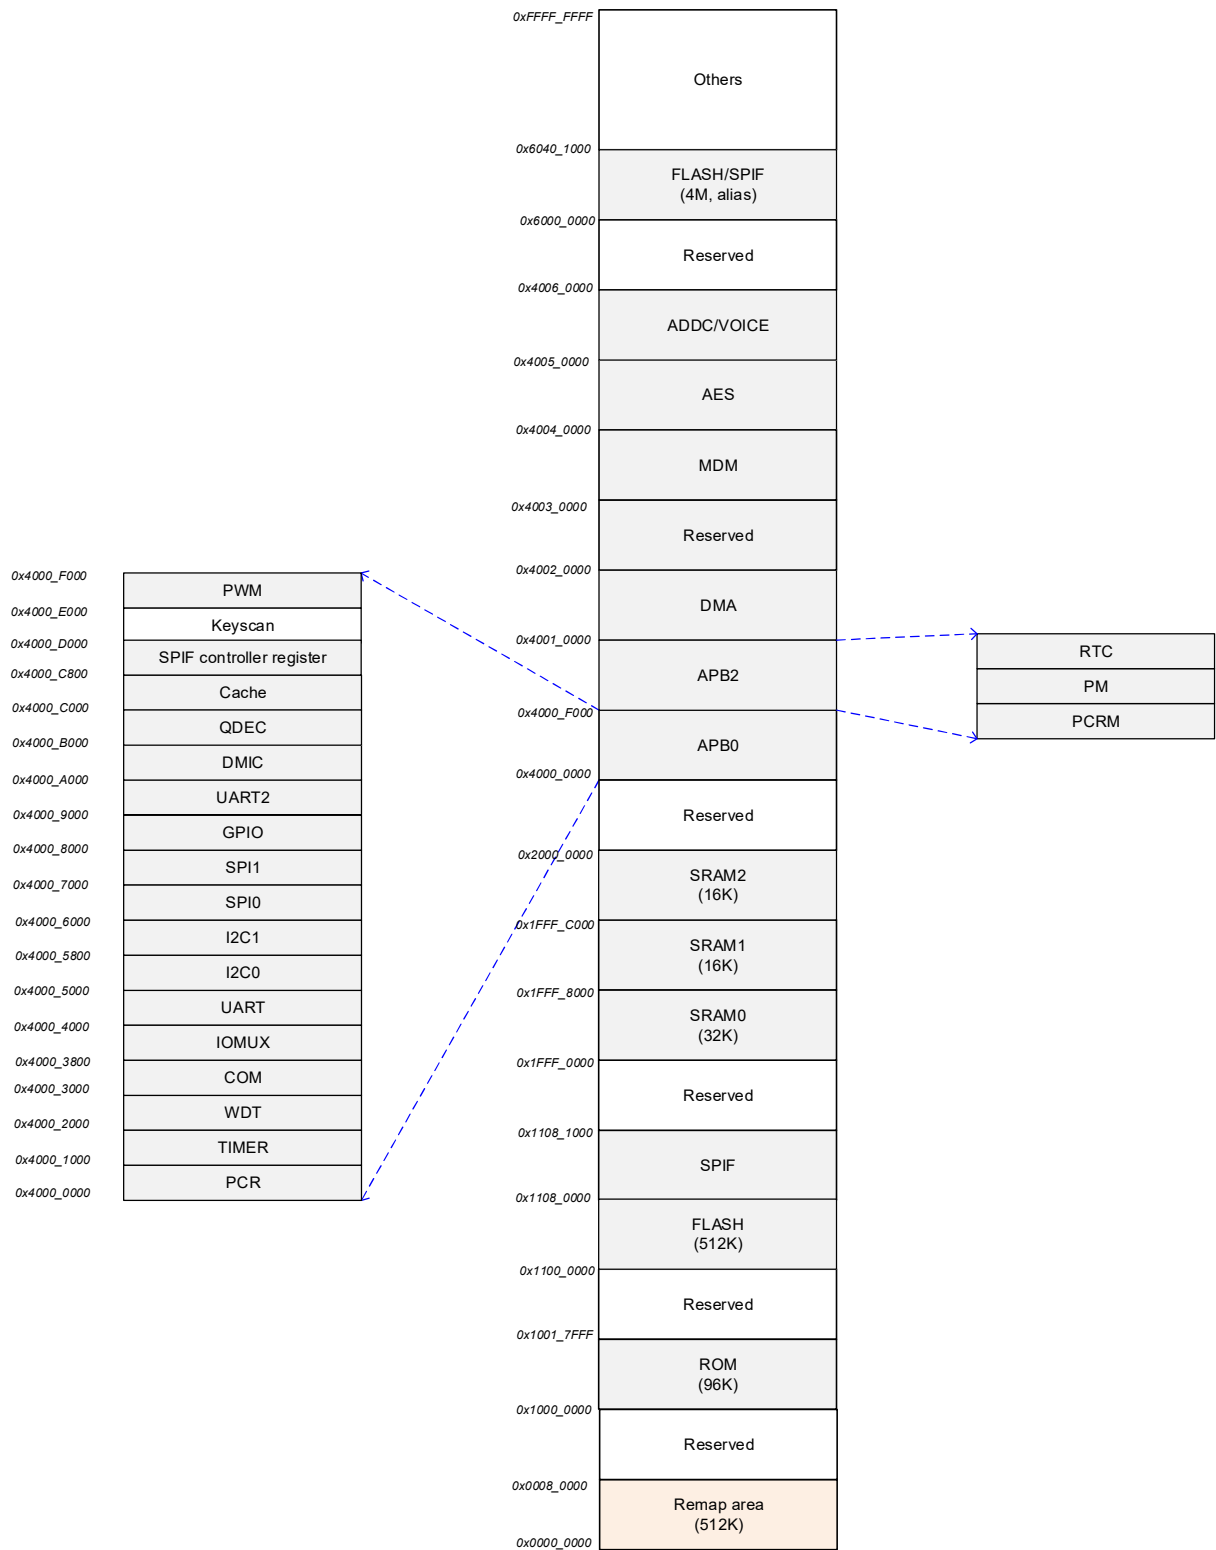 0xFFFF_FFFF
Others
0x6040_1000
FLASH/SPIF
(4M, alias)
0x6000_0000
Reserved
0x4006_0000
ADDC/VOICE
0x4005_0000
AES
0x4004_0000
MDM
0x4003_0000
Reserved
0x4002_0000
DMA
0x4001_0000
APB2
0x4000_F000
APB0
0x4000_0000
Reserved
0x2000_0000
SRAM2
(16K)
0x1FFF_C000
SRAM1
(16K)
0x1FFF_8000
SRAM0
(32K)
0x1FFF_0000
Reserved
0x1108_1000
SPIF
0x1108_0000
FLASH
(512K)
0x1100_0000
Reserved
0x1001_7FFF
ROM
(96K)
0x1000_0000
Reserved
0x0008_0000
Remap area
(512K)
0x0000_0000
0x4000_F000
PWM
0x4000_E000
Keyscan
0x4000_D000
SPIF controller register
0x4000_C800
Cache
0x4000_C000
QDEC
0x4000_B000
DMIC
0x4000_A000
UART2
0x4000_9000
GPIO
0x4000_8000
SPI1
0x4000_7000
SPI0
0x4000_6000
I2C1
0x4000_5800
I2C0
0x4000_5000
UART
0x4000_4000
IOMUX
0x4000_3800
COM
0x4000_3000
WDT
0x4000_2000
TIMER
0x4000_1000
PCR
0x4000_0000
RTC
PM
PCRM